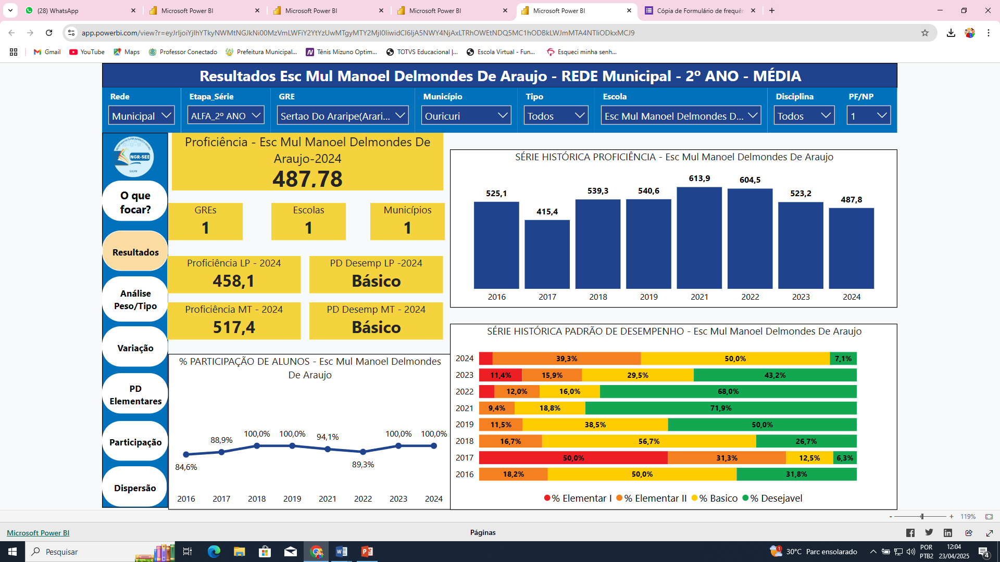 (28) WhatsApp
Microsoft Power BI
Microsoft Power BI
Microsoft Power BI
Microsoft Power BI
Cópia de Formulário de frequên
app.powerbi.com/view?r=eyJrIjoiYjlhYTkyNWMtNGJkNi00MzVmLWFiY2YtYzUwMTgyMTY2MjI0IiwidCI6IjA5NWY4NjAxLTRhOWEtNDQ5MC1hODBkLWJmMTA4NTliODkxMCJ9
Gmail
YouTube
Maps
Professor Conectado
Prefeitura Municipal...
Tênis Mizuno Optim...
TOTVS Educacional |...
Escola Virtual - Fun...
Esqueci minha senh...
Resultados Esc Mul Manoel Delmondes De Araujo - REDE Municipal - 2º ANO - MÉDIA
Rede
Etapa_Série
GRE
Município
Tipo
Escola
Disciplina
PF/NP
Municipal
ALFA_2º ANO
Sertao Do Araripe(Arari...
Ouricuri
Todos
Esc Mul Manoel Delmondes D...
Todos
1
NGR-SEE
O que
focar?
Resultados
Análise
Peso/Tipo
Variação
PD
Elementares
Participação
Dispersão
Proficiência - Esc Mul Manoel Delmondes De
Araujo-2024
487,78
GREs
1
Escolas
1
Municípios
1
Proficiência LP - 2024
458,1
PD Desemp LP -2024
Básico
Proficiência MT - 2024
517,4
PD Desemp MT - 2024
Básico
% PARTICIPAÇÃO DE ALUNOS - Esc Mul Manoel Delmondes
De Araujo
84,6%
88,9%
100,0%
100,0%
94,1%
89,3%
100,0%
100,0%
2016
2017
2018
2019
2021
2022
2023
2024
SÉRIE HISTÓRICA PROFICIÊNCIA - Esc Mul Manoel Delmondes De Araujo
525,1
415,4
539,3
540,6
613,9
604,5
523,2
487,8
2016
2017
2018
2019
2021
2022
2023
2024
SÉRIE HISTÓRICA PADRÃO DE DESEMPENHO - Esc Mul Manoel Delmondes De Araujo
2024 39,3% 50,0% 7,1%
2023 11,4% 15,9% 29,5% 43,2%
2022 12,0% 16,0% 68,0%
2021 9,4% 18,8% 71,9%
2019 11,5% 38,5% 50,0%
2018 16,7% 56,7% 26,7%
2017 50,0% 31,3% 12,5% 6,3%
2016 18,2% 50,0% 31,8%
% Elementar I % Elementar II % Basico % Desejavel
- + 119%
Microsoft Power BI
Páginas
Pesquisar
30°C Parc ensolarado
POR
PTB2
12:04
23/04/2025
4